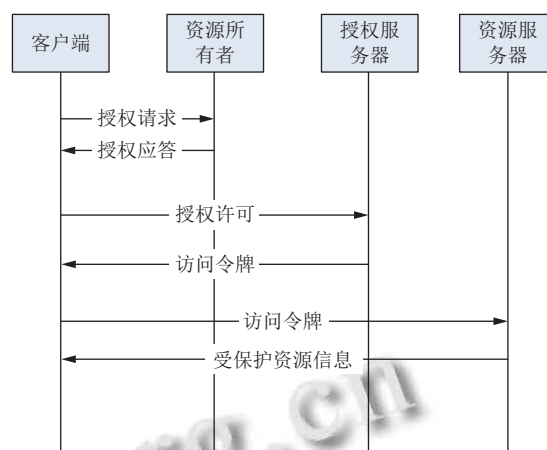 客户端
资源所
有者
授权服
务器
资源服
务器
授权请求
授权应答
授权许可
访问令牌
访问令牌
受保护资源信息
.cn